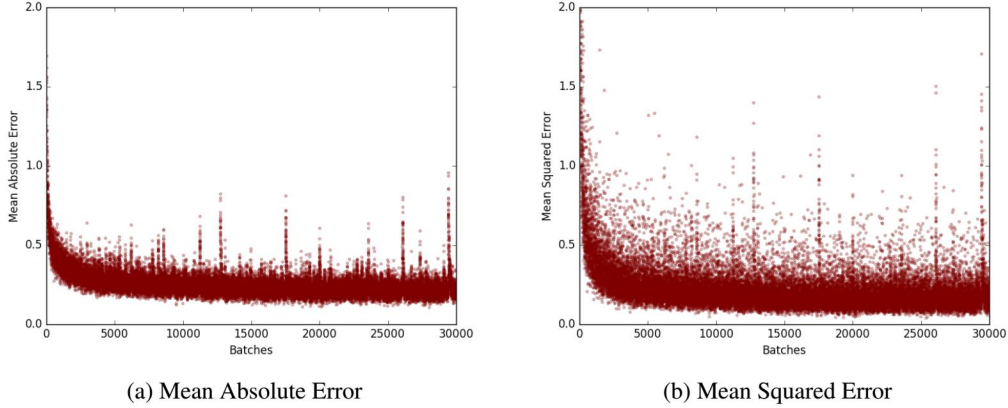 2.0
1.5
1.0
0.5
0.0
Mean Absolute Error
0 5000 10000 15000 20000 25000 30000
Batches
(a) Mean Absolute Error
2.0
1.5
1.0
0.5
0.0
Mean Squared Error
0 5000 10000 15000 20000 25000 30000
Batches
(b) Mean Squared Error